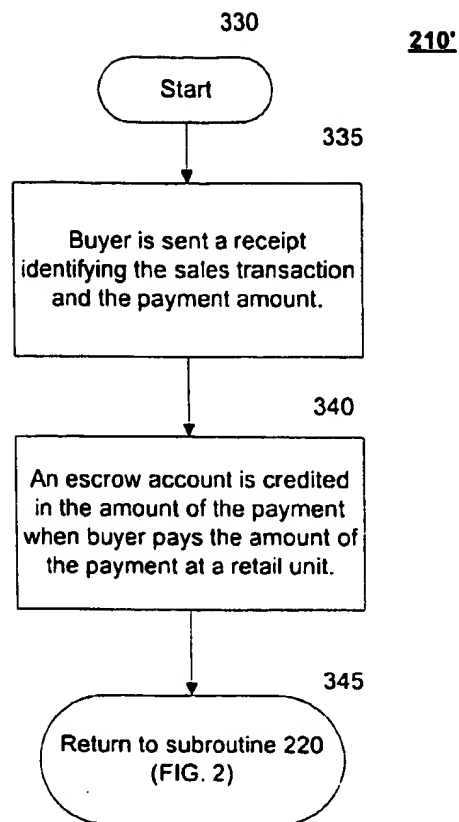 330
210'
Start
335
Buyer is sent a receipt
identifying the sales transaction
and the payment amount.
340
An escrow account is credited
in the amount of the payment
when buyer pays the amount of
the payment at a retail unit.
345
Return to subroutine 220
(FIG. 2)